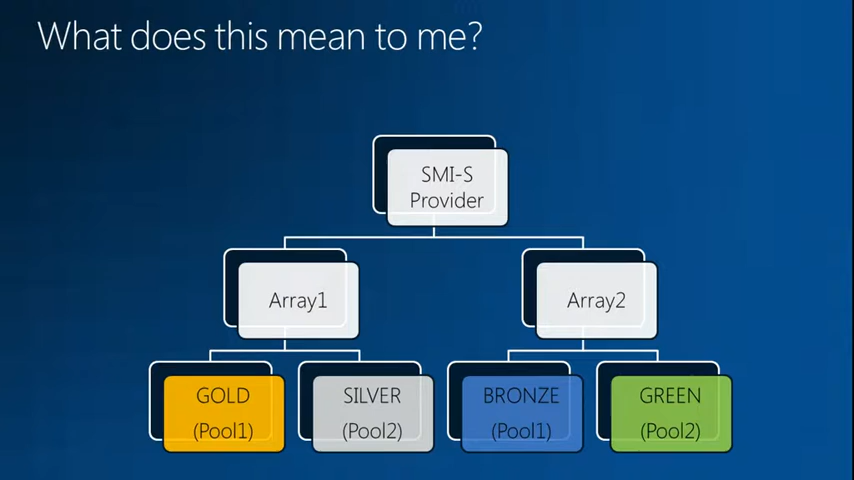 What does this mean to me?
SMI-S
Provider
Array1
Array2
GOLD
(Pool1)
SILVER
(Pool2)
BRONZE
(Pool1)
GREEN
(Pool2)